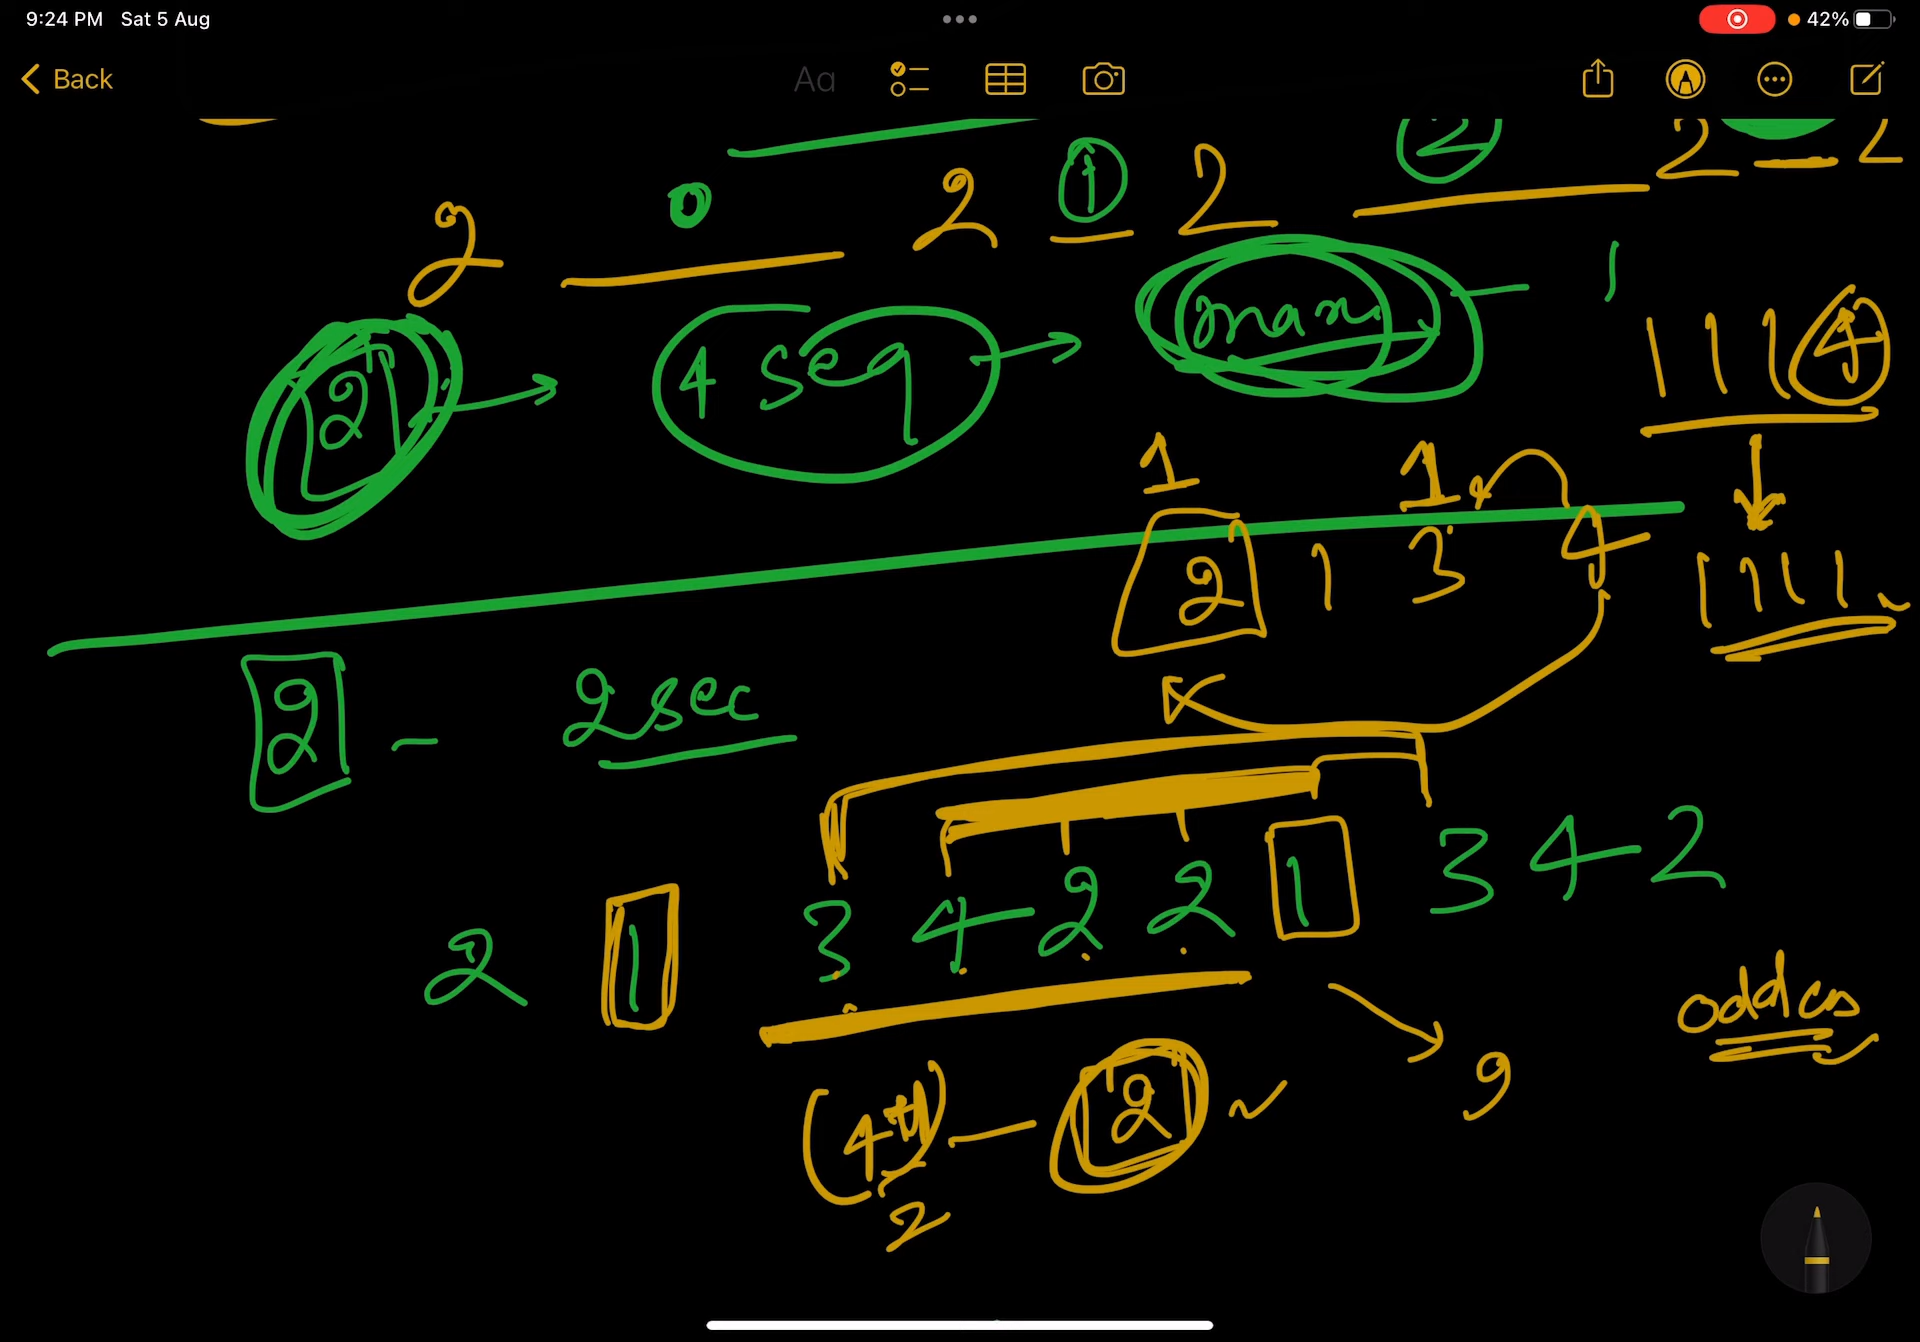 9:24 PM Sat 5 Aug
42%
Back
Aa
2 0 2 1 2 2 2 2
2 4 seq max 1
1 1 1 4
1 1
2 1 3 4
1 1 1 1
2 - 2 sec
2 1 3 4 2 2 1 3 4 2
9
2
2